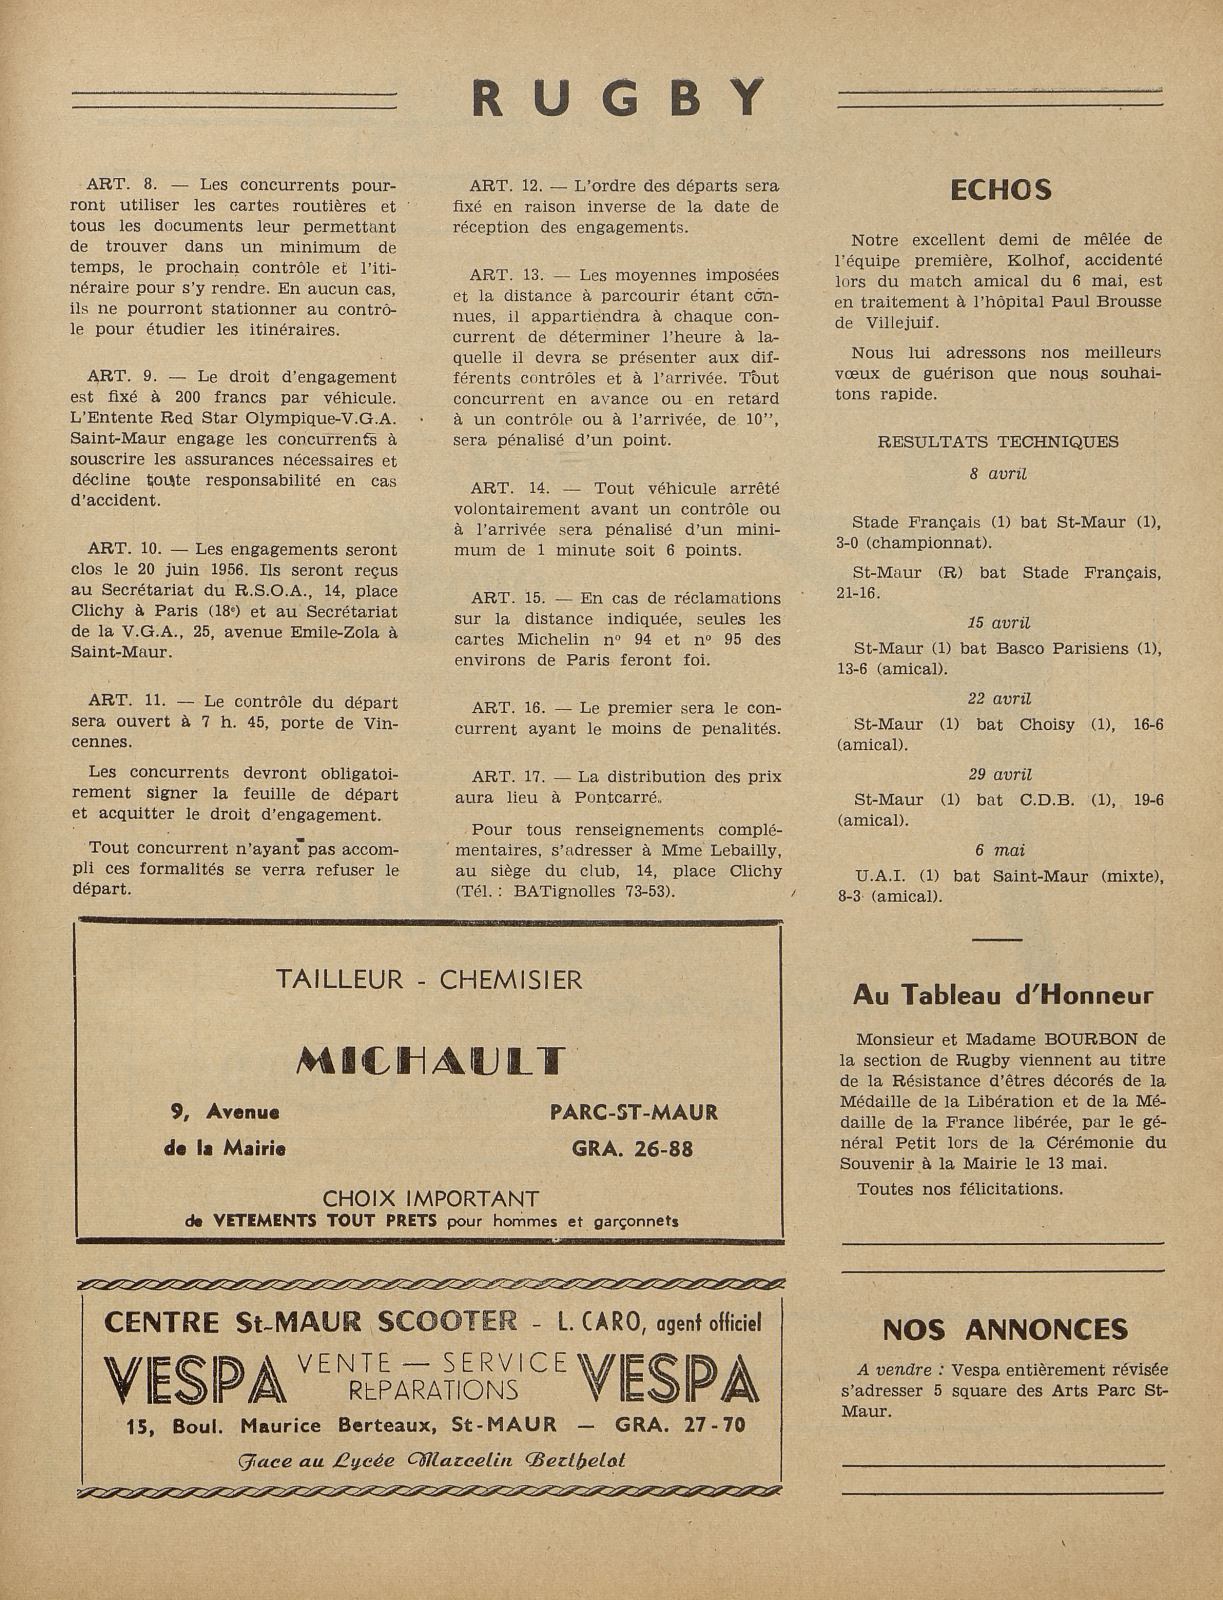 RUGBY
ART. 8. — Les concurrents pour-
ront utiliser les cartes routières et
tous les documents leur permettant
de trouver dans un minimum de
temps, le prochain contrôle et l'iti-
néraire pour s'y rendre. En aucun cas,
ils ne pourront stationner au contrô-
le pour étudier les itinéraires.
ART. 9. — Le droit d'engagement
est fixé à 200 francs par véhicule.
L'Entente Red Star Olympique-V.G.A.
Saint-Maur engage les concurrents à
souscrire les assurances nécessaires et
décline toute responsabilité en cas
d'accident.
ART. 10. — Les engagements seront
clos le 20 juin 1956. Ils seront reçus
au Secrétariat du R.S.O.A., 14, place
Clichy à Paris (18e) et au Secrétariat
de la V.G.A., 25, avenue Emile-Zola à
Saint-Maur.
ART. 11. — Le contrôle du départ
sera ouvert à 7 h. 45, porte de Vin-
cennes.
Les concurrents devront obligatoi-
rement signer la feuille de départ
et acquitter le droit d'engagement.
Tout concurrent n'ayant pas accom-
pli ces formalités se verra refuser le
départ.
ART. 12. — L'ordre des départs sera
fixé en raison inverse de la date de
réception des engagements.
ART. 13. — Les moyennes imposées
et la distance à parcourir étant con-
nues, il appartiendra à chaque con-
current de déterminer l'heure à la-
quelle il devra se présenter aux dif-
férents contrôles et à l'arrivée. Tout
concurrent en avance ou en retard
à un contrôle ou à l'arrivée, de 10'',
sera pénalisé d'un point.
ART. 14. — Tout véhicule arrêté
volontairement avant un contrôle ou
à l'arrivée sera pénalisé d'un mini-
mum de 1 minute soit 6 points.
ART. 15. — En cas de réclamations
sur la distance indiquée, seules les
cartes Michelin nº 94 et nº 95 des
environs de Paris feront foi.
ART. 16. — Le premier sera le con-
current ayant le moins de penalités.
ART. 17. — La distribution des prix
aura lieu à Pontcarré.
Pour tous renseignements complé-
mentaires, s'adresser à Mme Lebailly,
au siège du club, 14, place Clichy
(Tél. : BATignolles 73-53).
ECHOS
Notre excellent demi de mêlée de
l'équipe première, Kolhof, accidenté
lors du match amical du 6 mai, est
en traitement à l'hôpital Paul Brousse
de Villejuif.
Nous lui adressons nos meilleurs
vœux de guérison que nous souhai-
tons rapide.
RESULTATS TECHNIQUES
8 avril
Stade Français (1) bat St-Maur (1),
3-0 (championnat).
St-Maur (R) bat Stade Français,
21-16.
15 avril
St-Maur (1) bat Basco Parisiens (1),
13-6 (amical).
22 avril
St-Maur (1) bat Choisy (1), 16-6
(amical).
29 avril
St-Maur (1) bat C.D.B. (1), 19-6
(amical).
6 mai
U.A.I. (1) bat Saint-Maur (mixte),
8-3 (amical).
Au Tableau d'Honneur
Monsieur et Madame BOURBON de
la section de Rugby viennent au titre
de la Résistance d'êtres décorés de la
Médaille de la Libération et de la Mé-
daille de la France libérée, par le gé-
néral Petit lors de la Cérémonie du
Souvenir à la Mairie le 13 mai.
Toutes nos félicitations.
NOS ANNONCES
A vendre : Vespa entièrement révisée
s'adresser 5 square des Arts Parc St-
Maur.
TAILLEUR - CHEMISIER
MICHAULT
9, Avenue PARC-ST-MAUR
de la Mairie GRA. 26-88
CHOIX IMPORTANT
de VETEMENTS TOUT PRETS pour hommes et garçonnets
CENTRE St-MAUR SCOOTER - L. CARO, agent officiel
VESPA VENTE — SERVICE VESPA
REPARATIONS
15, Boul. Maurice Berteaux, St-MAUR — GRA. 27-70
Face au Lycée Marcelin Berthelot